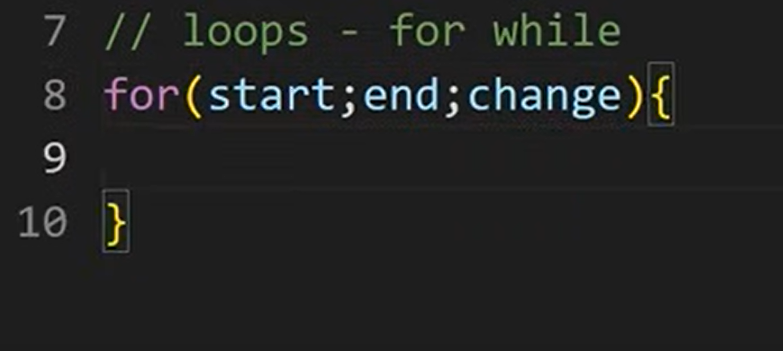 7 // loops - for while
8 for(start;end;change){
9
10 }